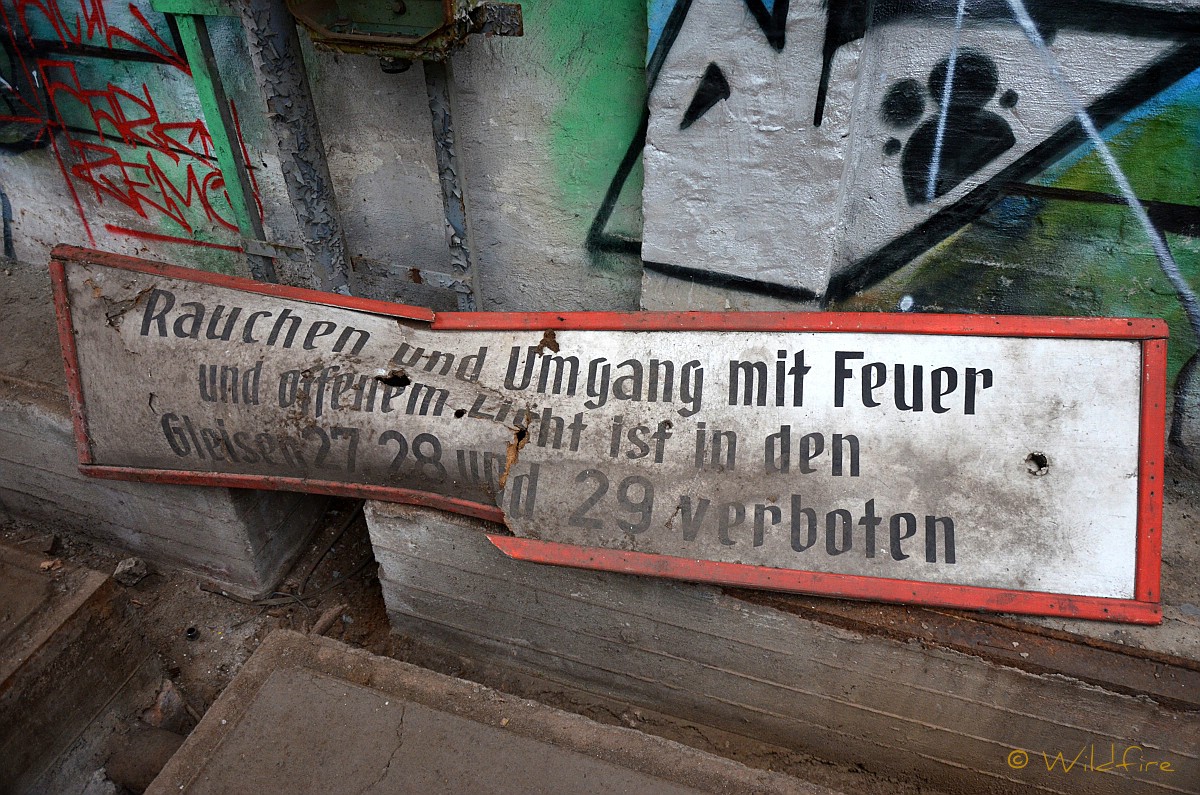 Rauchen und Umgang mit Feuer
und offenem Licht ist in den
Gleisen 27 28 und 29 verboten
© Wildfire